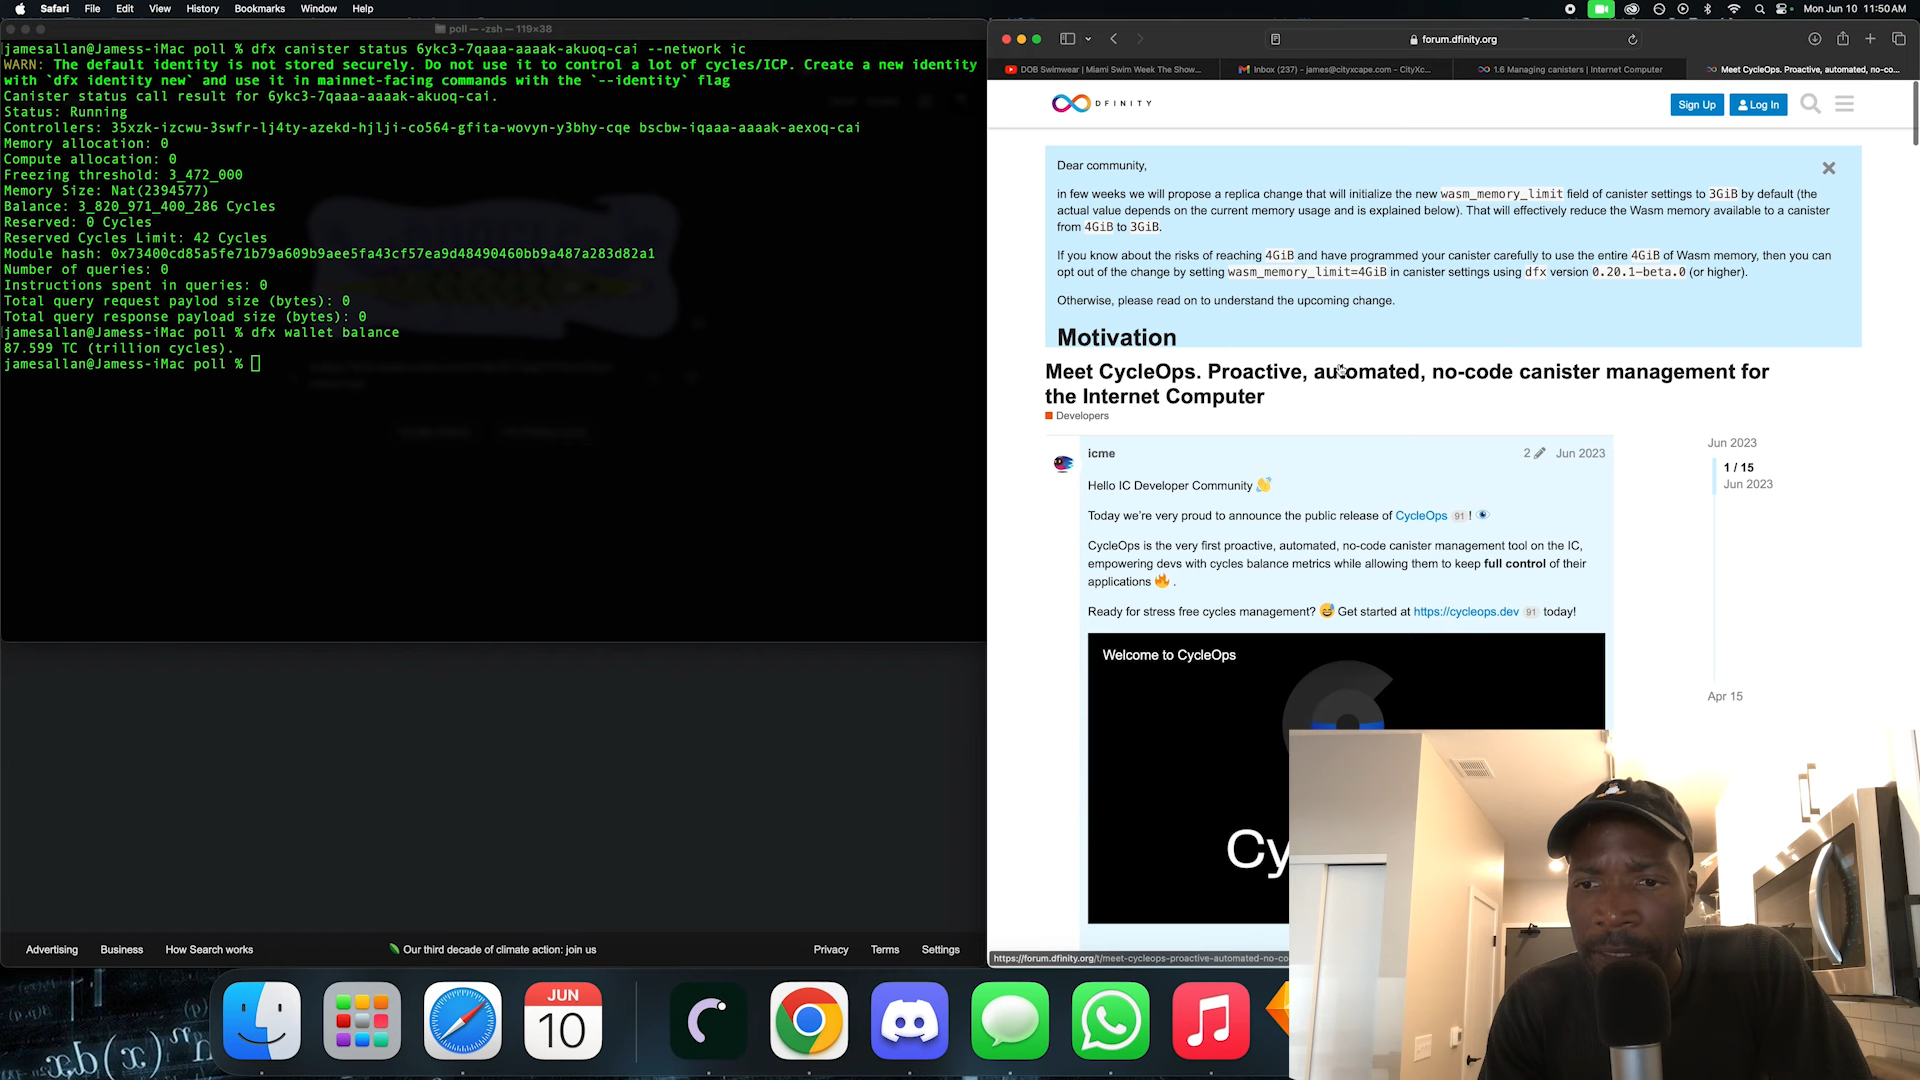 Safari File Edit View History Bookmarks Window Help
Mon Jun 10 11:50 AM
poll — -zsh — 119×38
jamesallan@Jamess-iMac poll % dfx canister status 6ykc3-7qaaa-aaaak-akuoq-cai --network ic
WARN: The default identity is not stored securely. Do not use it to control a lot of cycles/ICP. Create a new identity
with `dfx identity new` and use it in mainnet-facing commands with the `--identity` flag
Canister status call result for 6ykc3-7qaaa-aaaak-akuoq-cai.
Status: Running
Controllers: 35xzk-izcwu-3swfr-lj4ty-azekd-hjlji-co564-gfita-wovyn-y3bhy-cqe bscbw-iqaaa-aaaak-aexoq-cai
Memory allocation: 0
Compute allocation: 0
Freezing threshold: 3_472_000
Memory Size: Nat(2394577)
Balance: 3_820_971_400_286 Cycles
Reserved: 0 Cycles
Reserved Cycles Limit: 42 Cycles
Module hash: 0x73400cd85a5fe71b79a609b9aee5fa43cf57ea9d48490460bb9a487a283d82a1
Number of queries: 0
Instructions spent in queries: 0
Total query request paylod size (bytes): 0
Total query response payload size (bytes): 0
jamesallan@Jamess-iMac poll % dfx wallet balance
87.599 TC (trillion cycles).
jamesallan@Jamess-iMac poll %
Advertising Business How Search works
Our third decade of climate action: join us
Privacy Terms Settings
forum.dfinity.org
DOB Swimwear | Miami Swim Week The Show...
Inbox (237) - james@cityxcape.com - CityXc...
1.6 Managing canisters | Internet Computer
Meet CycleOps. Proactive, automated, no-co...
DFINITY
Sign Up
Log In
Dear community,
in few weeks we will propose a replica change that will initialize the new wasm_memory_limit field of canister settings to 3GiB by default (the
actual value depends on the current memory usage and is explained below). That will effectively reduce the Wasm memory available to a canister
from 4GiB to 3GiB.
If you know about the risks of reaching 4GiB and have programmed your canister carefully to use the entire 4GiB of Wasm memory, then you can
opt out of the change by setting wasm_memory_limit=4GiB in canister settings using dfx version 0.20.1-beta.0 (or higher).
Otherwise, please read on to understand the upcoming change.
Motivation
Meet CycleOps. Proactive, automated, no-code canister management for
the Internet Computer
Developers
icme
2 Jun 2023
Hello IC Developer Community 👋
Today we're very proud to announce the public release of CycleOps 91 ! 👁
CycleOps is the very first proactive, automated, no-code canister management tool on the IC,
empowering devs with cycles balance metrics while allowing them to keep full control of their
applications 🔥 .
Ready for stress free cycles management? 😅 Get started at https://cycleops.dev 91 today!
Welcome to CycleOps
Cy
Jun 2023
1 / 15
Jun 2023
Apr 15
https://forum.dfinity.org/t/meet-cycleops-proactive-automated-no-co
JUN
10